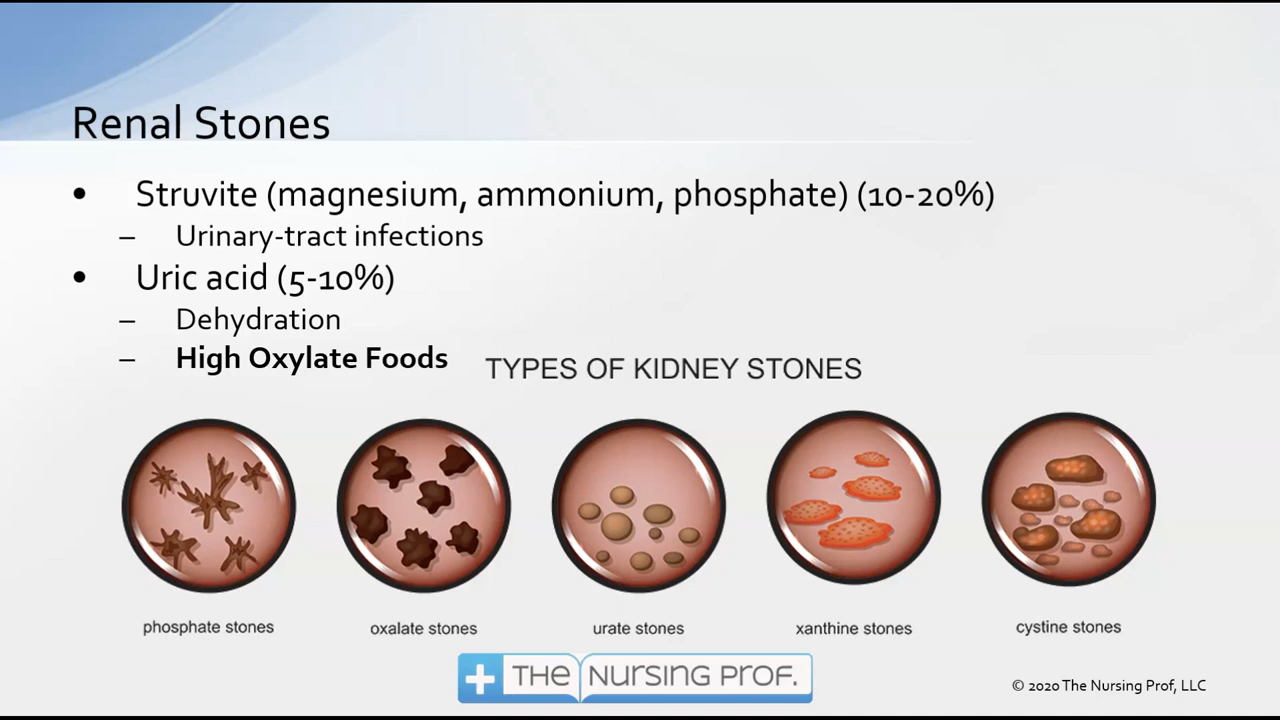 Renal Stones
• Struvite (magnesium, ammonium, phosphate) (10-20%)
– Urinary-tract infections
• Uric acid (5-10%)
– Dehydration
– High Oxylate Foods
TYPES OF KIDNEY STONES
phosphate stones
oxalate stones
urate stones
xanthine stones
cystine stones
THE NURSING PROF.
© 2020 The Nursing Prof, LLC